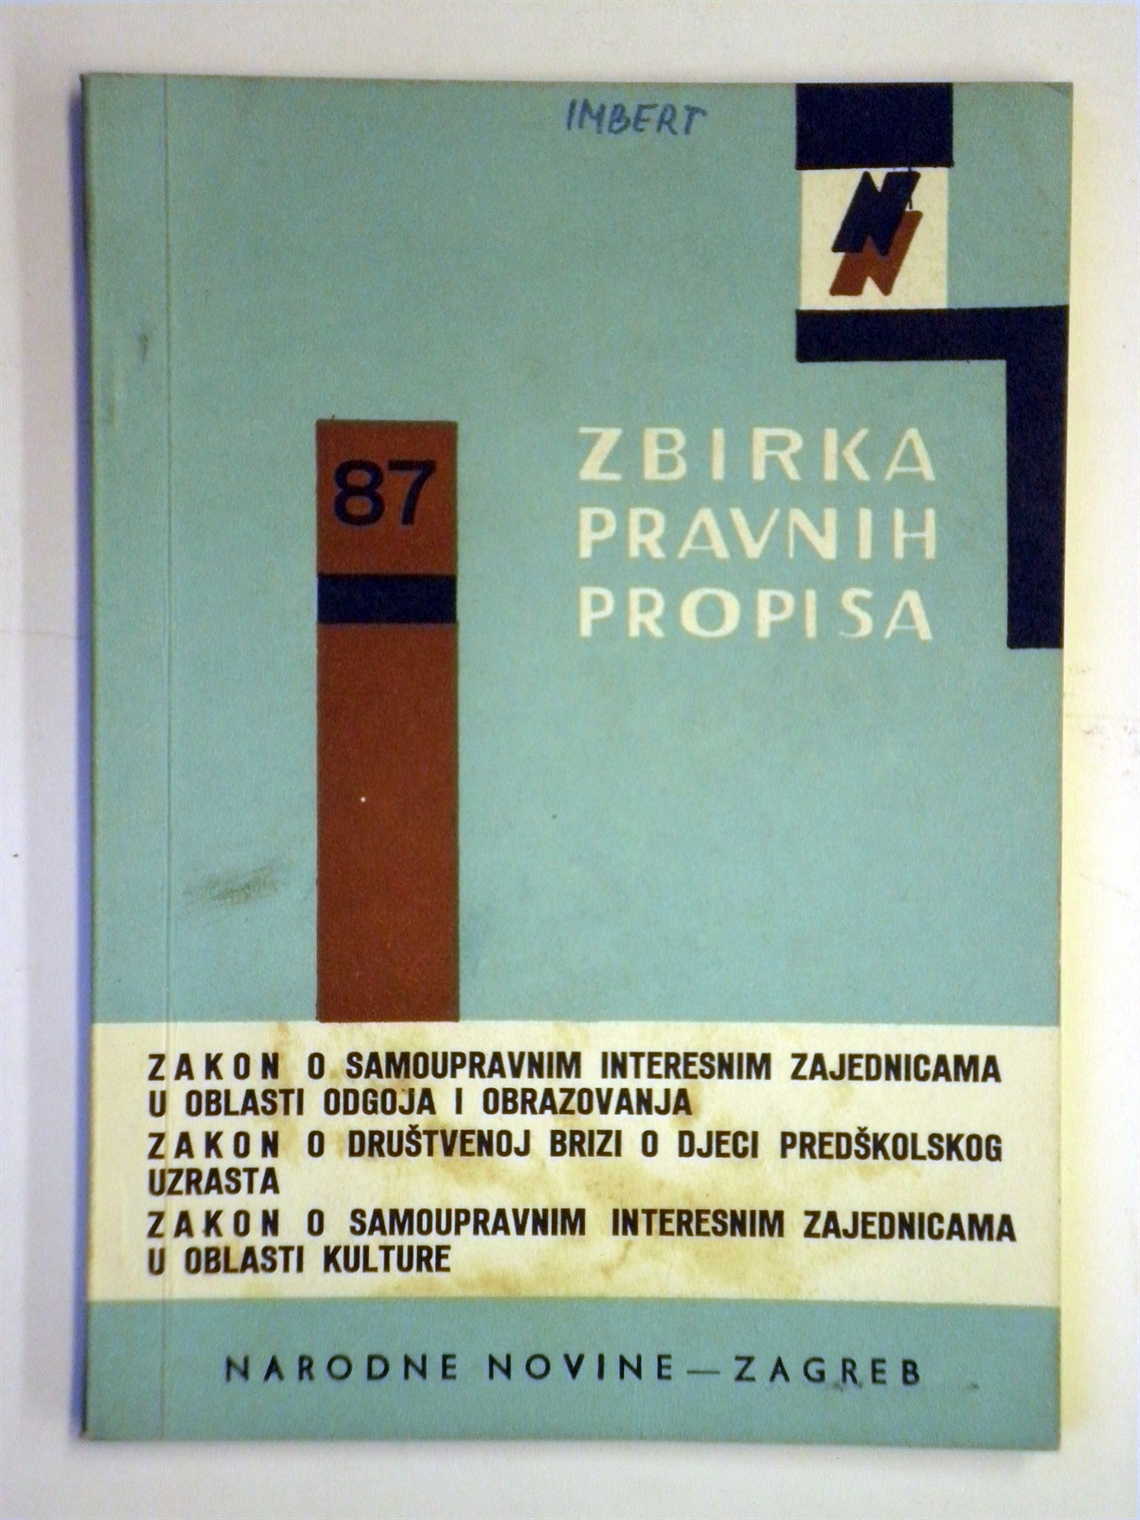 IMBERT
NN
87
ZBIRKA
PRAVNIH
PROPISA
ZAKON O SAMOUPRAVNIM INTERESNIM ZAJEDNICAMA
U OBLASTI ODGOJA I OBRAZOVANJA
ZAKON O DRUŠTVENOJ BRIZI O DJECI PREDŠKOLSKOG
UZRASTA
ZAKON O SAMOUPRAVNIM INTERESNIM ZAJEDNICAMA
U OBLASTI KULTURE
NARODNE NOVINE — ZAGREB